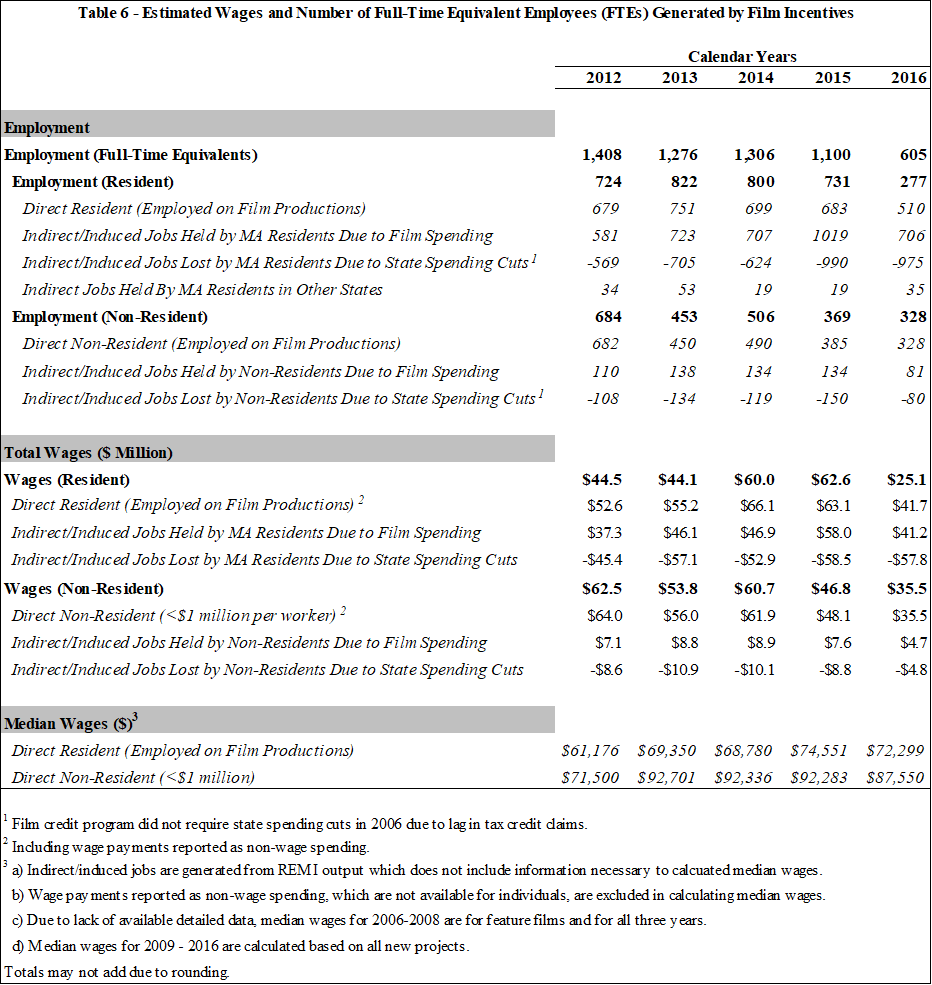 Table 6 - Estimated Wages and Number of Full-Time Equivalent Employees (FTEs) Generated by Film Incentives
Calendar Years
2012 2013 2014 2015 2016
Employment
Employment (Full-Time Equivalents) 1,408 1,276 1,306 1,100 605
Employment (Resident) 724 822 800 731 277
Direct Resident (Employed on Film Productions) 679 751 699 683 510
Indirect/Induced Jobs Held by MA Residents Due to Film Spending 581 723 707 1019 706
Indirect/Induced Jobs Lost by MA Residents Due to State Spending Cuts 1 -569 -705 -624 -990 -975
Indirect Jobs Held By MA Residents in Other States 34 53 19 19 35
Employment (Non-Resident) 684 453 506 369 328
Direct Non-Resident (Employed on Film Productions) 682 450 490 385 328
Indirect/Induced Jobs Held by Non-Residents Due to Film Spending 110 138 134 134 81
Indirect/Induced Jobs Lost by Non-Residents Due to State Spending Cuts 1 -108 -134 -119 -150 -80
Total Wages ($ Million)
Wages (Resident) $44.5 $44.1 $60.0 $62.6 $25.1
Direct Resident (Employed on Film Productions) 2 $52.6 $55.2 $66.1 $63.1 $41.7
Indirect/Induced Jobs Held by MA Residents Due to Film Spending $37.3 $46.1 $46.9 $58.0 $41.2
Indirect/Induced Jobs Lost by MA Residents Due to State Spending Cuts -$45.4 -$57.1 -$52.9 -$58.5 -$57.8
Wages (Non-Resident) $62.5 $53.8 $60.7 $46.8 $35.5
Direct Non-Resident (<$1 million per worker) 2 $64.0 $56.0 $61.9 $48.1 $35.5
Indirect/Induced Jobs Held by Non-Residents Due to Film Spending $7.1 $8.8 $8.9 $7.6 $4.7
Indirect/Induced Jobs Lost by Non-Residents Due to State Spending Cuts -$8.6 -$10.9 -$10.1 -$8.8 -$4.8
Median Wages ($)3
Direct Resident (Employed on Film Productions) $61,176 $69,350 $68,780 $74,551 $72,299
Direct Non-Resident (<$1 million) $71,500 $92,701 $92,336 $92,283 $87,550
1 Film credit program did not require state spending cuts in 2006 due to lag in tax credit claims.
2 Including wage payments reported as non-wage spending.
3 a) Indirect/induced jobs are generated from REMI output which does not include information necessary to calcuated median wages.
b) Wage payments reported as non-wage spending, which are not available for individuals, are excluded in calculating median wages.
c) Due to lack of available detailed data, median wages for 2006-2008 are for feature films and for all three years.
d) Median wages for 2009 - 2016 are calculated based on all new projects.
Totals may not add due to rounding.